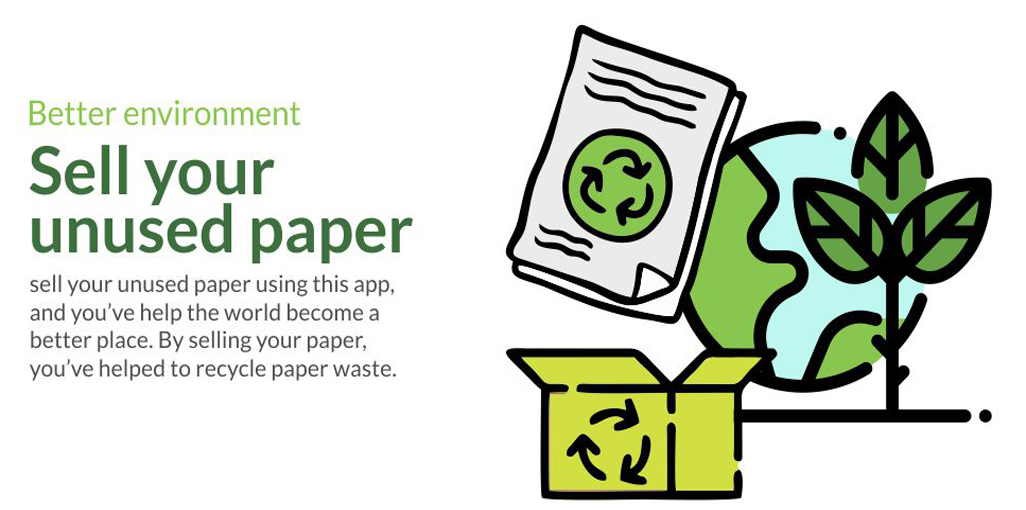 Better environment
Sell your
unused paper
sell your unused paper using this app,
and you’ve help the world become a
better place. By selling your paper,
you’ve helped to recycle paper waste.